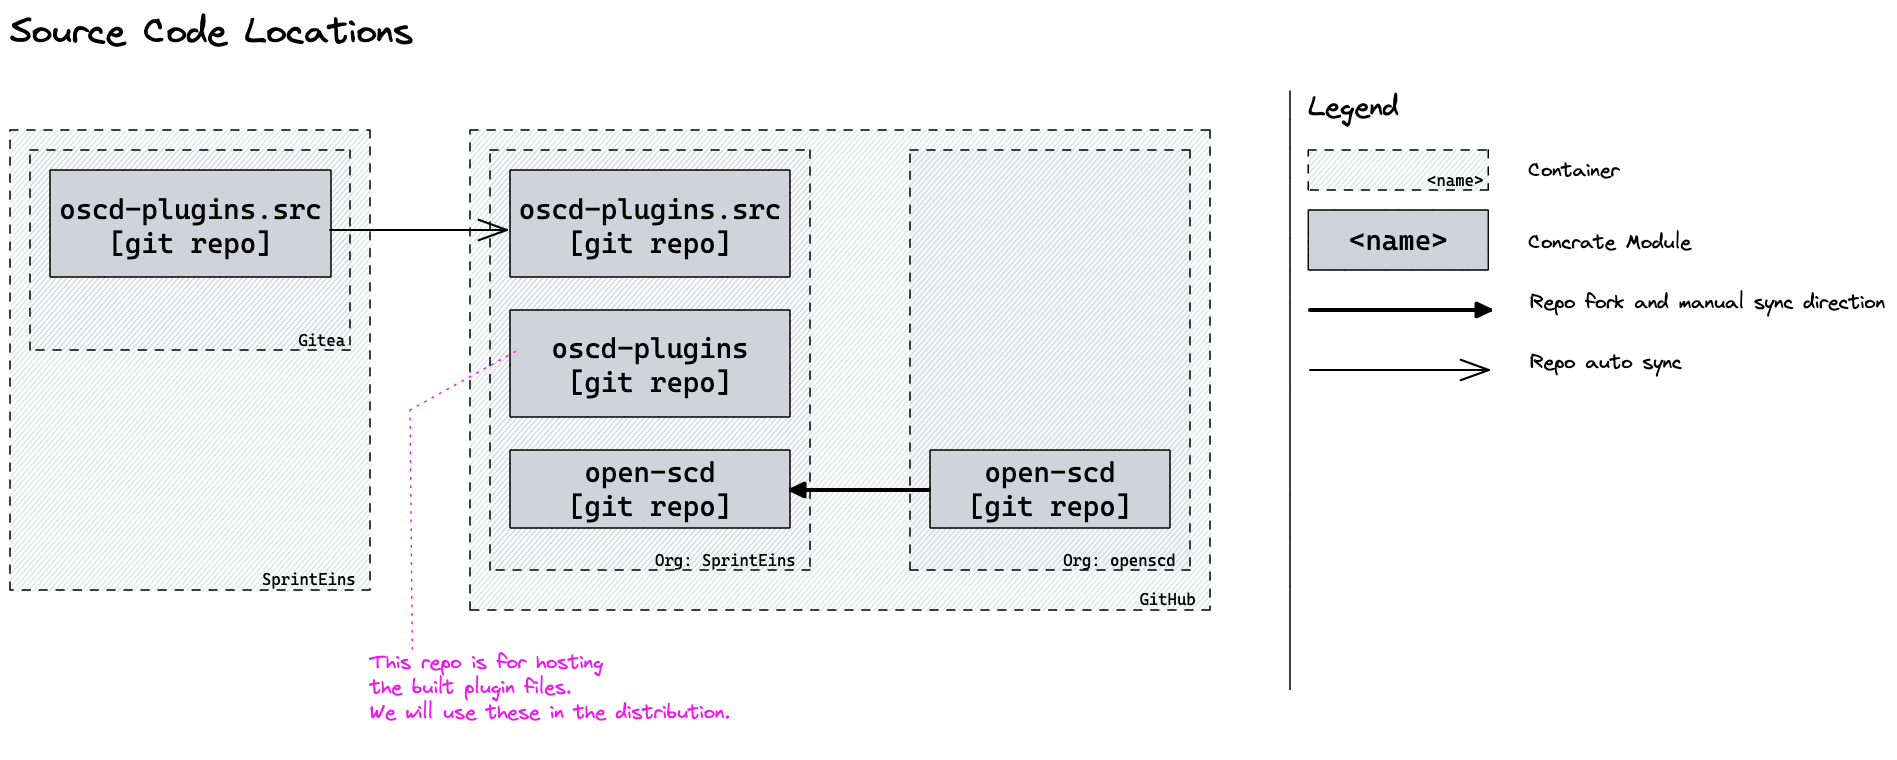 Source Code Locations
oscd-plugins.src
[git repo]
Gitea
SprintEins
oscd-plugins.src
[git repo]
oscd-plugins
[git repo]
open-scd
[git repo]
Org: SprintEins
open-scd
[git repo]
Org: openscd
GitHub
This repo is for hosting
the built plugin files.
We will use these in the distribution.
Legend
<name>
Container
<name>
Concrate Module
Repo fork and manual sync direction
Repo auto sync